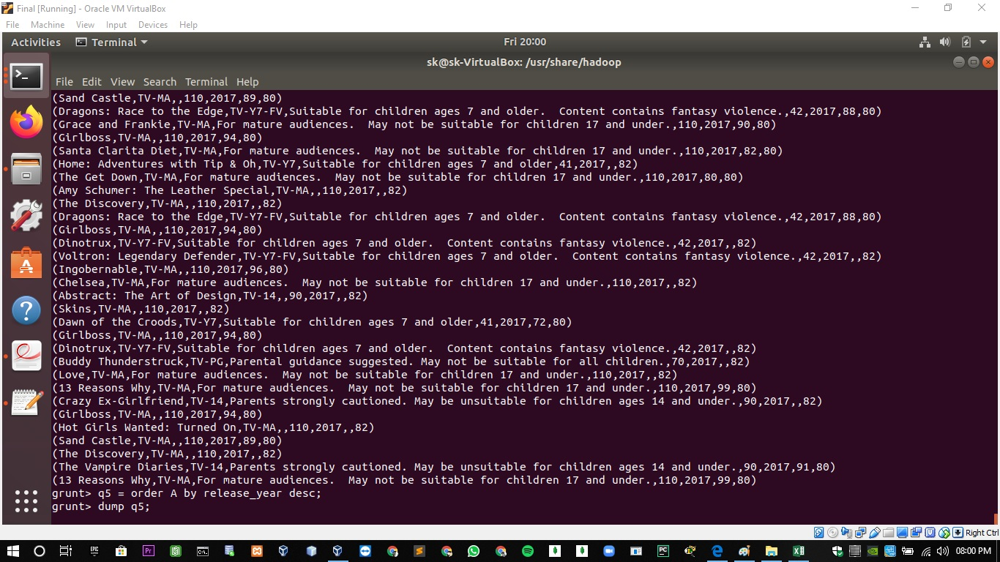 Final [Running] - Oracle VM VirtualBox
File Machine View Input Devices Help
Activities Terminal Fri 20:00
sk@sk-VirtualBox: /usr/share/hadoop
File Edit View Search Terminal Help
(Sand Castle,TV-MA,,110,2017,89,80)
(Dragons: Race to the Edge,TV-Y7-FV,Suitable for children ages 7 and older.  Content contains fantasy violence.,42,2017,88,80)
(Grace and Frankie,TV-MA,For mature audiences.  May not be suitable for children 17 and under.,110,2017,90,80)
(Girlboss,TV-MA,,110,2017,94,80)
(Santa Clarita Diet,TV-MA,For mature audiences.  May not be suitable for children 17 and under.,110,2017,82,80)
(Home: Adventures with Tip & Oh,TV-Y7,Suitable for children ages 7 and older,41,2017,,82)
(The Get Down,TV-MA,For mature audiences.  May not be suitable for children 17 and under.,110,2017,80,80)
(Amy Schumer: The Leather Special,TV-MA,,110,2017,,82)
(The Discovery,TV-MA,,110,2017,,82)
(Dragons: Race to the Edge,TV-Y7-FV,Suitable for children ages 7 and older.  Content contains fantasy violence.,42,2017,88,80)
(Girlboss,TV-MA,,110,2017,94,80)
(Dinotrux,TV-Y7-FV,Suitable for children ages 7 and older.  Content contains fantasy violence.,42,2017,,82)
(Voltron: Legendary Defender,TV-Y7-FV,Suitable for children ages 7 and older.  Content contains fantasy violence.,42,2017,,82)
(Ingobernable,TV-MA,,110,2017,96,80)
(Chelsea,TV-MA,For mature audiences.  May not be suitable for children 17 and under.,110,2017,,82)
(Abstract: The Art of Design,TV-14,,90,2017,,82)
(Skins,TV-MA,,110,2017,,82)
(Dawn of the Croods,TV-Y7,Suitable for children ages 7 and older,41,2017,72,80)
(Girlboss,TV-MA,,110,2017,94,80)
(Dinotrux,TV-Y7-FV,Suitable for children ages 7 and older.  Content contains fantasy violence.,42,2017,,82)
(Buddy Thunderstruck,TV-PG,Parental guidance suggested. May not be suitable for all children.,70,2017,,82)
(Love,TV-MA,For mature audiences.  May not be suitable for children 17 and under.,110,2017,,82)
(13 Reasons Why,TV-MA,For mature audiences.  May not be suitable for children 17 and under.,110,2017,99,80)
(Crazy Ex-Girlfriend,TV-14,Parents strongly cautioned. May be unsuitable for children ages 14 and under.,90,2017,,82)
(Girlboss,TV-MA,,110,2017,94,80)
(Hot Girls Wanted: Turned On,TV-MA,,110,2017,,82)
(Sand Castle,TV-MA,,110,2017,89,80)
(The Discovery,TV-MA,,110,2017,,82)
(The Vampire Diaries,TV-14,Parents strongly cautioned. May be unsuitable for children ages 14 and under.,90,2017,91,80)
(13 Reasons Why,TV-MA,For mature audiences.  May not be suitable for children 17 and under.,110,2017,99,80)
grunt> q5 = order A by release_year desc;
grunt> dump q5;
Right Ctrl
08:00 PM